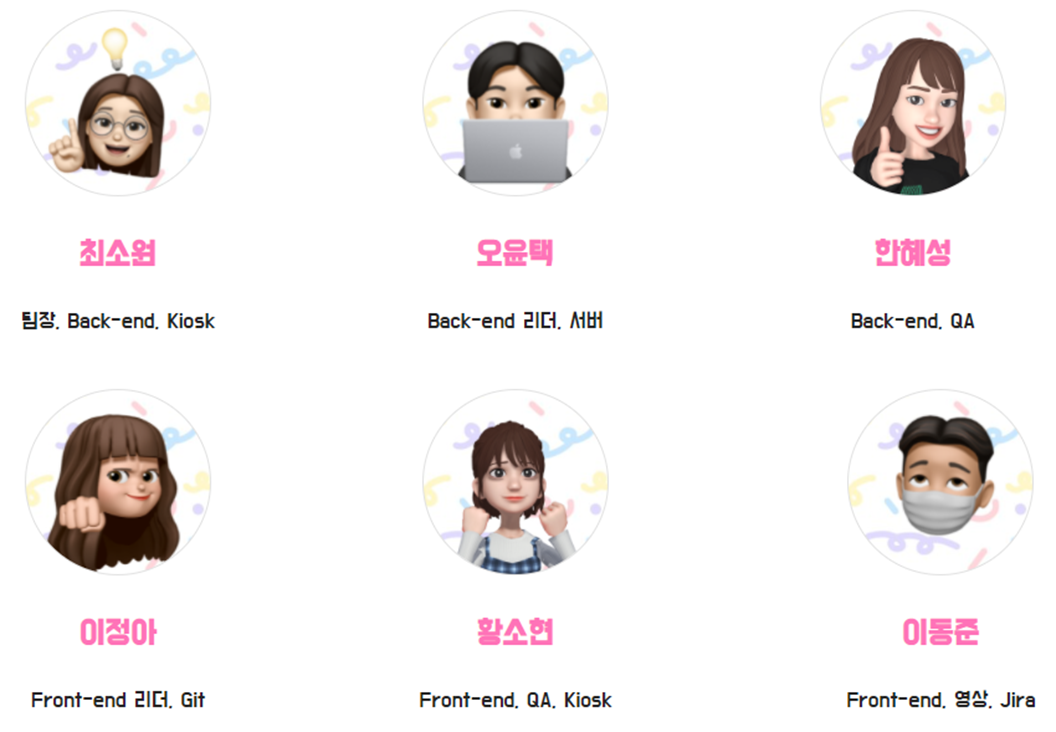 최소원
오윤택
한혜성
팀장, Back-end, Kiosk
Back-end 리더, 서버
Back-end, QA
이정아
황소현
이동준
Front-end 리더, Git
Front-end, QA, Kiosk
Front-end, 영상, Jira